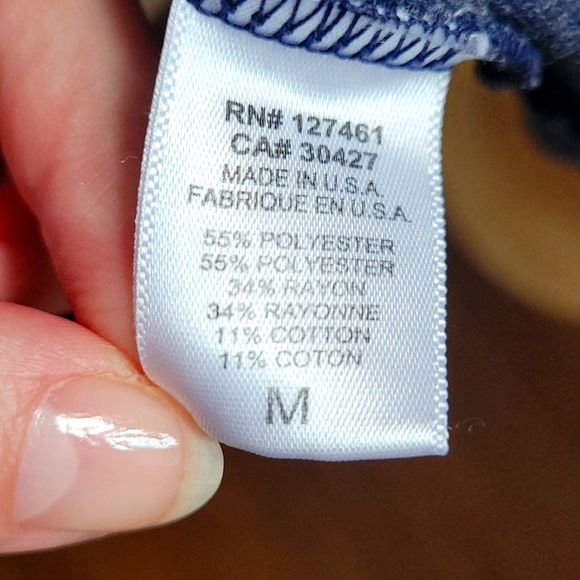 RN# 127461
CA# 30427
MADE IN U.S.A.
FABRIQUE EN U.S.A.
55% POLYESTER
55% POLYESTER
34% RAYON
34% RAYONNE
11% COTTON
11% COTON
M